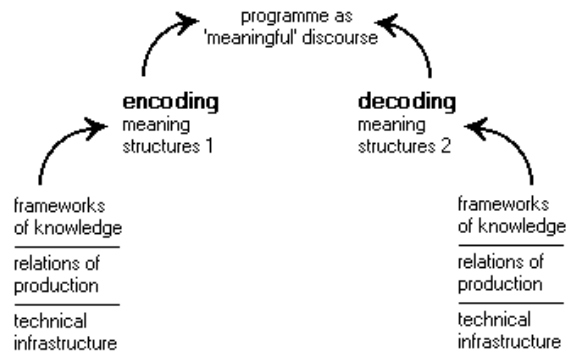 programme as
'meaningful' discourse
encoding
meaning
structures 1
decoding
meaning
structures 2
frameworks
of knowledge
relations of
production
technical
infrastructure
frameworks
of knowledge
relations of
production
technical
infrastructure